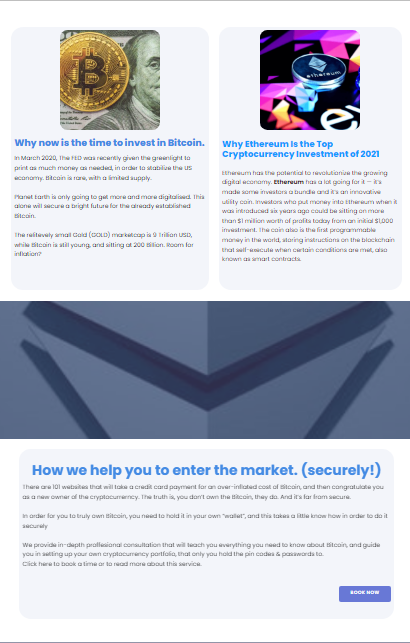 Why now is the time to invest in Bitcoin.
In March 2020, The FED was recently given the greenlight to
print as much money as needed, in order to stabilize the US
economy. Bitcoin is rare, with a limited supply.
Planet Earth is only going to get more and more digitalised. This
alone will secure a bright future for the already established
Bitcoin.
The relitevely small Gold (GOLD) marketcap is 9 Trillion USD,
while Bitcoin is still young, and sitting at 200 Billion. Room for
inflation?
ethereum
Why Ethereum Is the Top
Cryptocurrency Investment of 2021
Ethereum has the potential to revolutionize the growing
digital economy. Ethereum has a lot going for it — it's
made some investors a bundle and it's an innovative
utility coin. Investors who put money into Ethereum when it
was introduced six years ago could be sitting on more
than $1 million worth of profits today from an initial $1,000
investment. The coin also is the first programmable
money in the world, storing instructions on the blockchain
that self-execute when certain conditions are met, also
known as smart contracts.
How we help you to enter the market. (securely!)
There are 101 websites that will take a credit card payment for an over-inflated cost of Bitcoin, and then congratulate you
as a new owner of the cryptocurrerncy. The truth is, you don't own the Bitcoin, they do. And it's far from secure.
In order for you to truly own Bitcoin, you need to hold it in your own "wallet", and this takes a little know how in order to do it
securely
We provide in-depth proffesional consultation that will teach you everything you need to know about Bitcoin, and guide
you in setting up your own cryptocurrency portfolio, that only you hold the pin codes & passwords to.
Click here to book a time or to read more about this service.
BOOK NOW